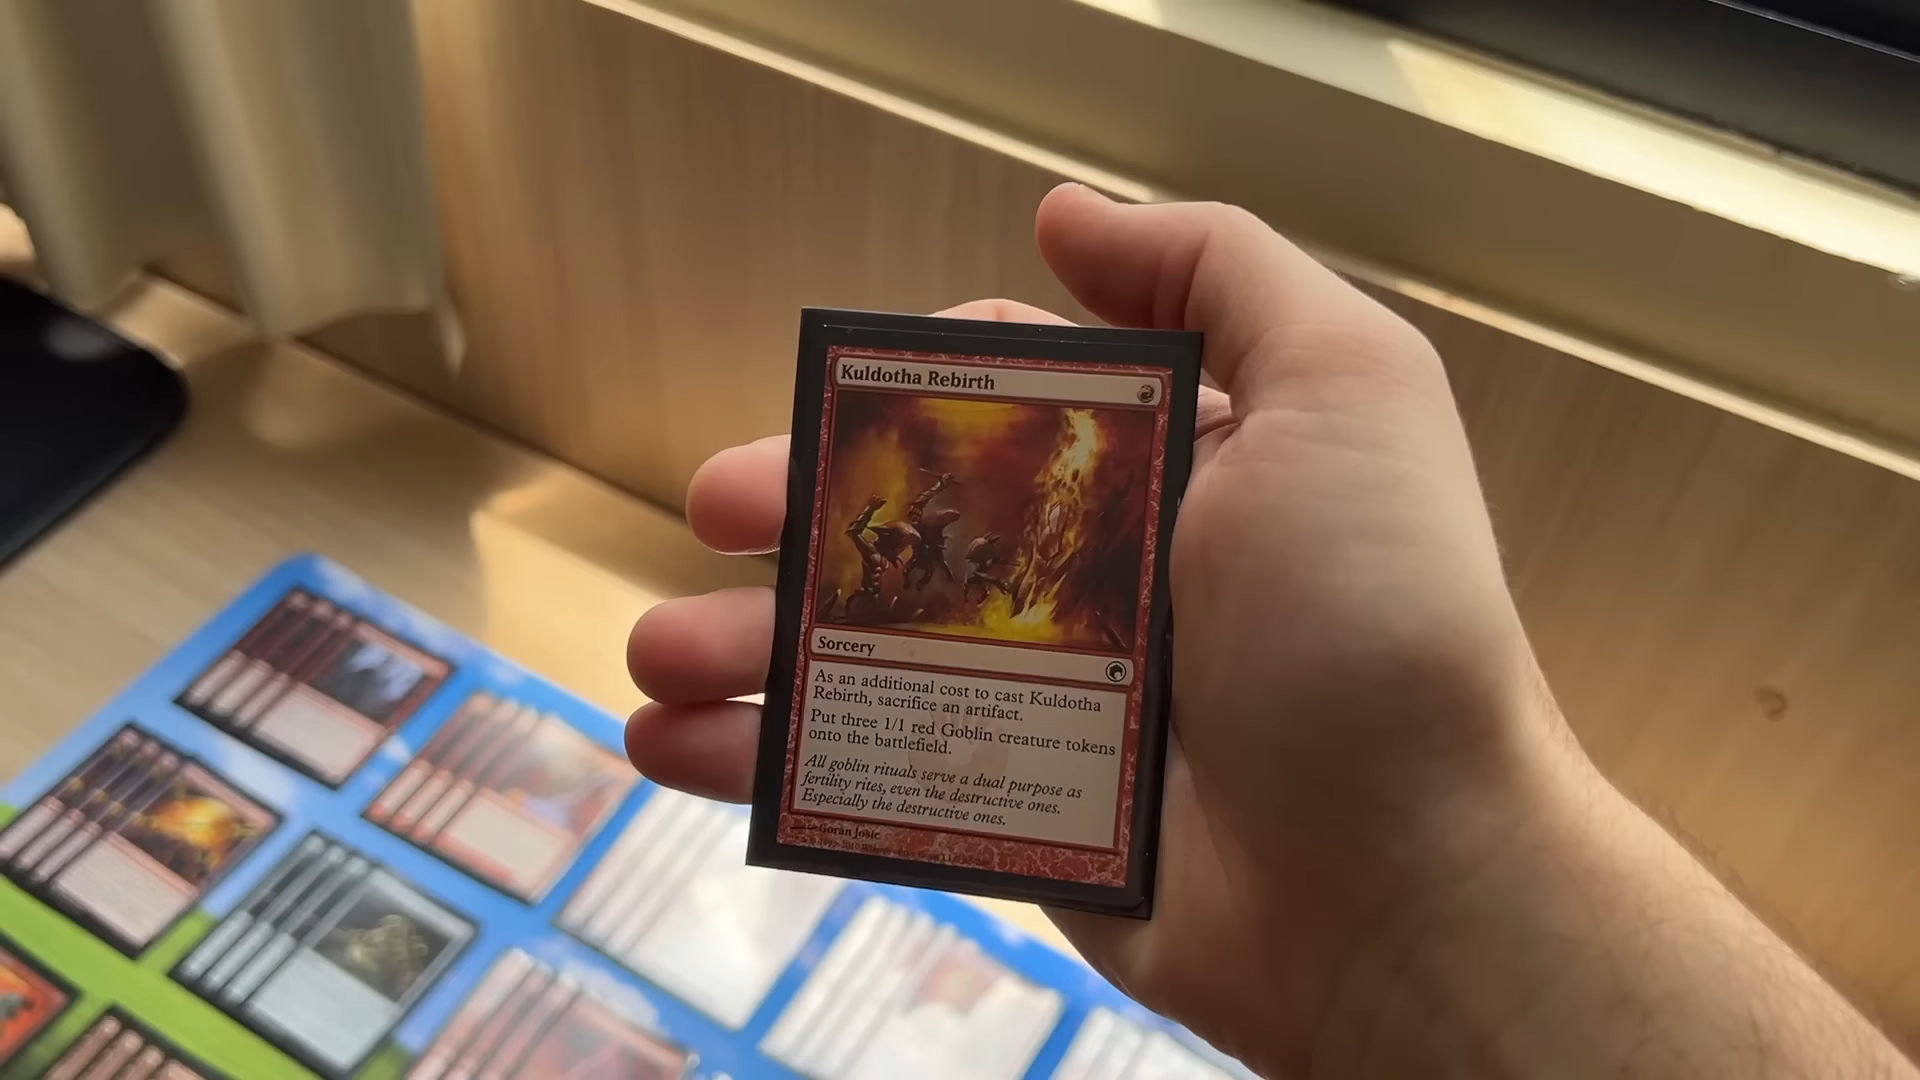 Kuldotha Rebirth
Sorcery
As an additional cost to cast Kuldotha
Rebirth, sacrifice an artifact.
Put three 1/1 red Goblin creature tokens
onto the battlefield.
All goblin rituals serve a dual purpose as
fertility rites, even the destructive ones.
Especially the destructive ones.
Goran Josic